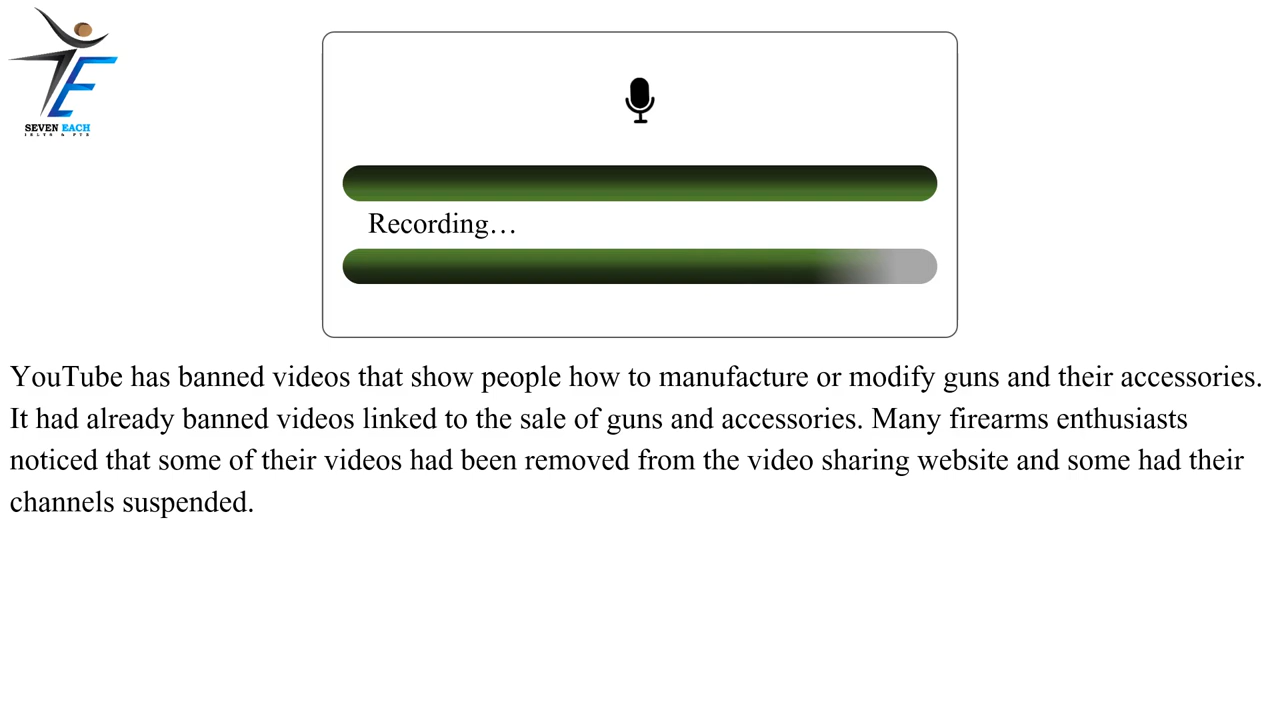 SEVEN EACH
IELTS & PTE
Recording…
YouTube has banned videos that show people how to manufacture or modify guns and their accessories.
It had already banned videos linked to the sale of guns and accessories. Many firearms enthusiasts
noticed that some of their videos had been removed from the video sharing website and some had their
channels suspended.